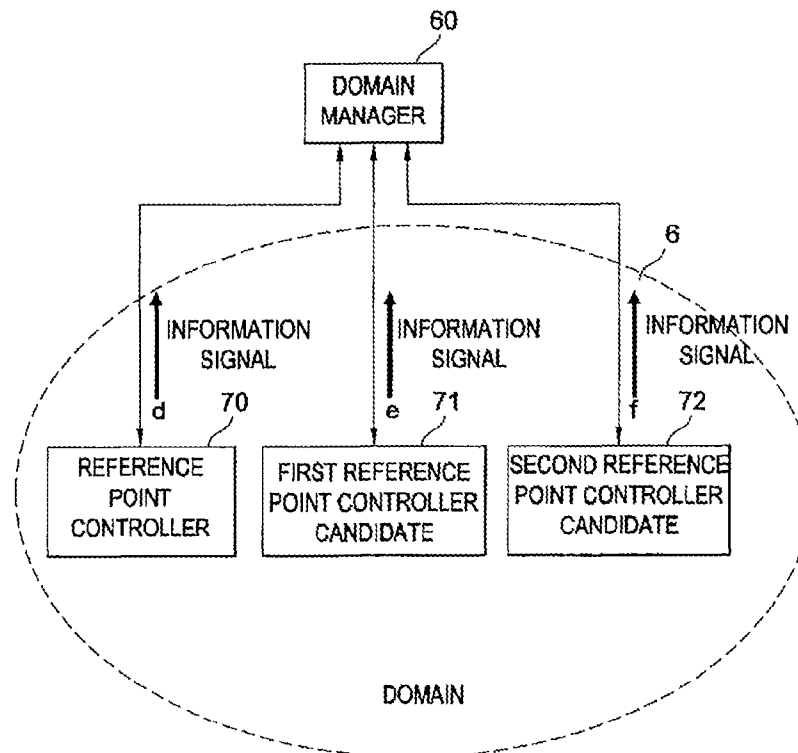 60
DOMAIN
MANAGER
6
INFORMATION
SIGNAL
INFORMATION
SIGNAL
INFORMATION
SIGNAL
d
e
f
70
71
72
REFERENCE
POINT
CONTROLLER
FIRST REFERENCE
POINT CONTROLLER
CANDIDATE
SECOND REFERENCE
POINT CONTROLLER
CANDIDATE
DOMAIN